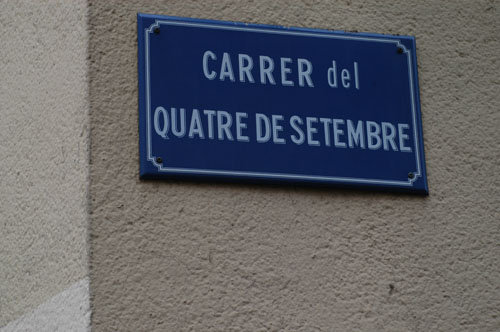 CARRER del
QUATRE DE SETEMBRE